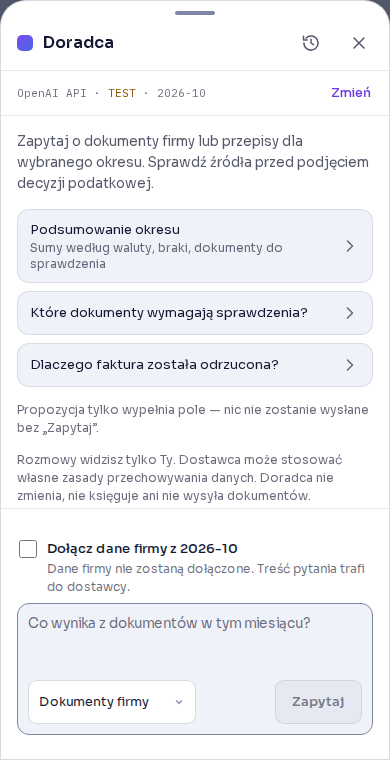 Doradca
OpenAI API · TEST · 2026-10
Zmień
Zapytaj o dokumenty firmy lub przepisy dla
wybranego okresu. Sprawdź źródła przed podjęciem
decyzji podatkowej.
Podsumowanie okresu
Sumy według waluty, braki, dokumenty do
sprawdzenia
Które dokumenty wymagają sprawdzenia?
Dlaczego faktura została odrzucona?
Propozycja tylko wypełnia pole — nic nie zostanie wysłane
bez „Zapytaj”.
Rozmowy widzisz tylko Ty. Dostawca może stosować
własne zasady przechowywania danych. Doradca nie
zmienia, nie księguje ani nie wysyła dokumentów.
Dołącz dane firmy z 2026-10
Dane firmy nie zostaną dołączone. Treść pytania trafi
do dostawcy.
Co wynika z dokumentów w tym miesiącu?
Dokumenty firmy
Zapytaj